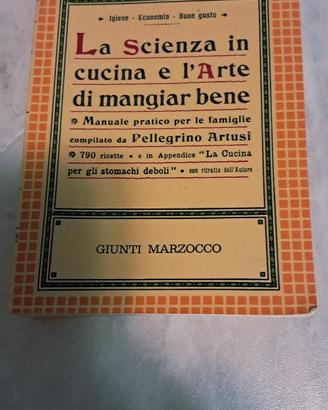 Igiene - Economia - Buon gusto
La Scienza in
cucina e l'Arte
di mangiar bene
Manuale pratico per le famiglie
compilato da Pellegrino Artusi
790 ricette • e in Appendice "La Cucina
per gli stomachi deboli" • con ritratto dell'Autore
GIUNTI MARZOCCO